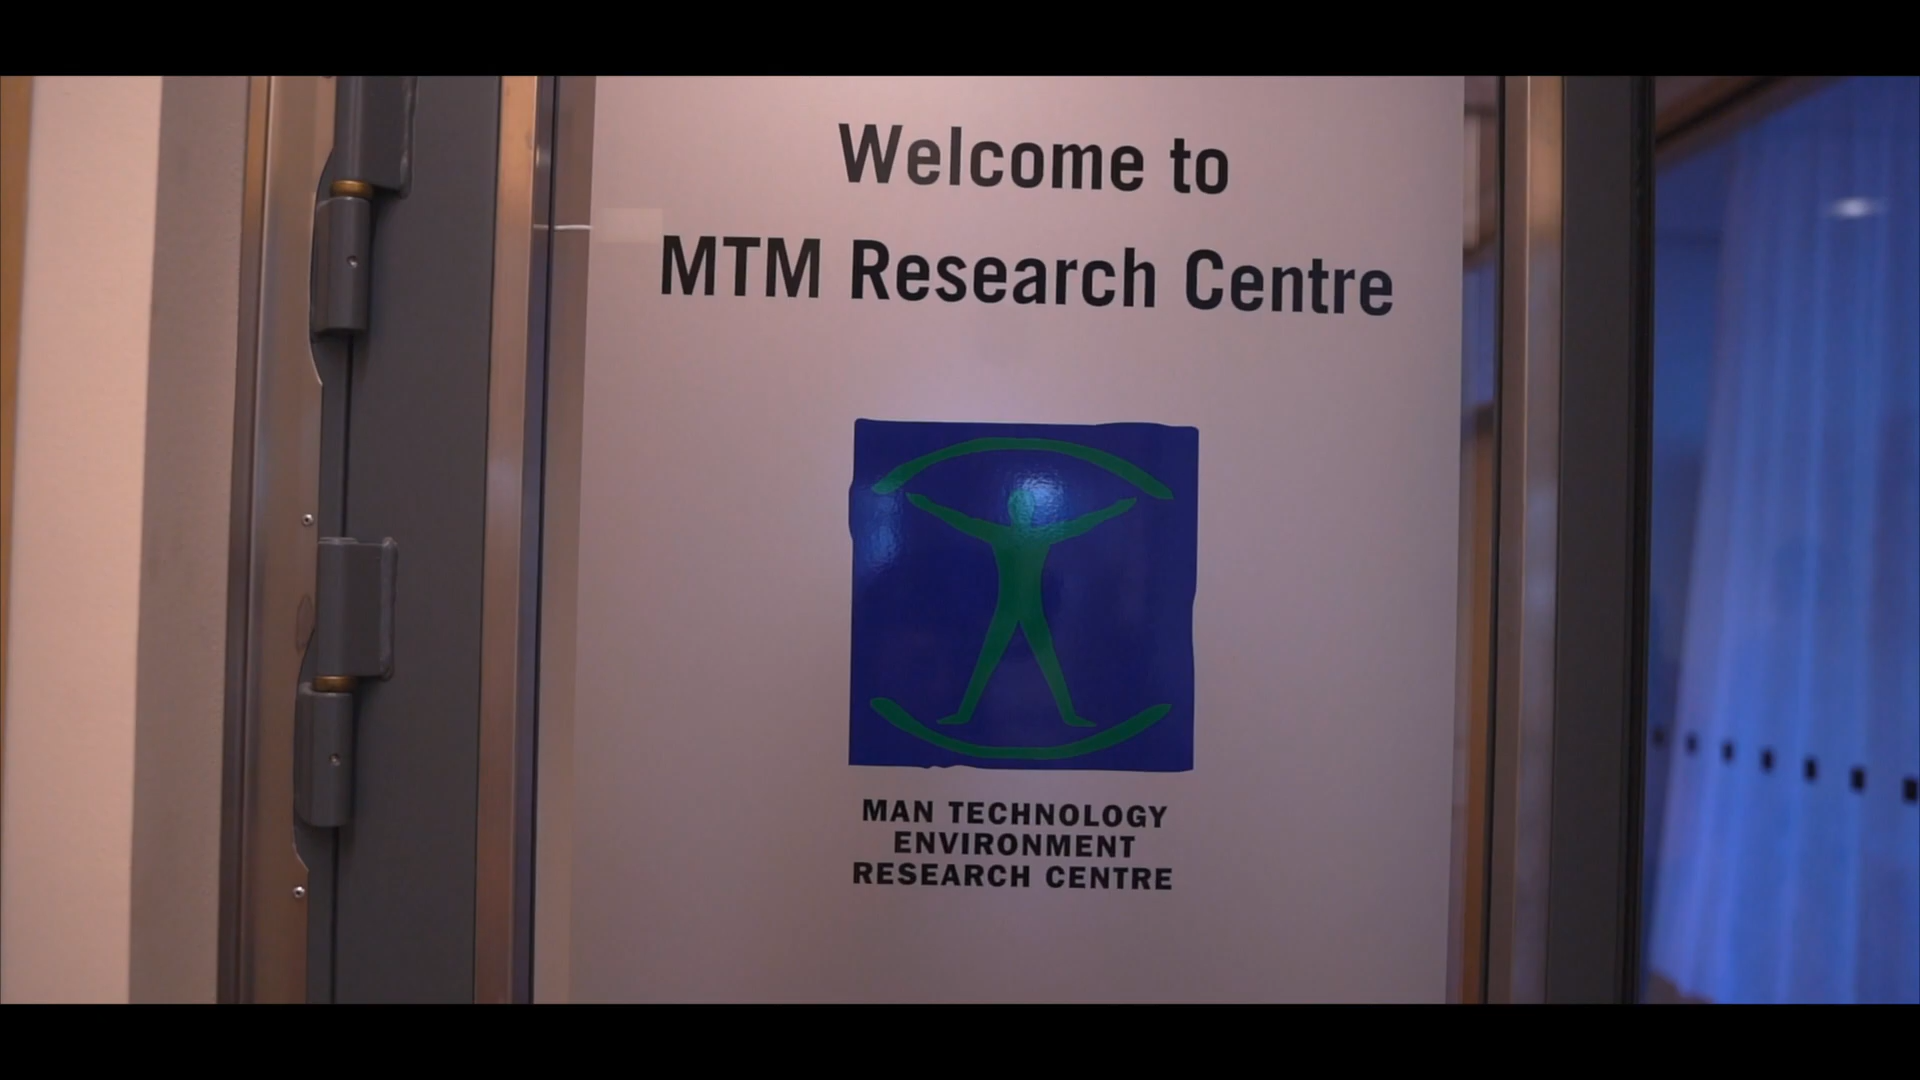 Welcome to
MTM Research Centre
MAN TECHNOLOGY
ENVIRONMENT
RESEARCH CENTRE